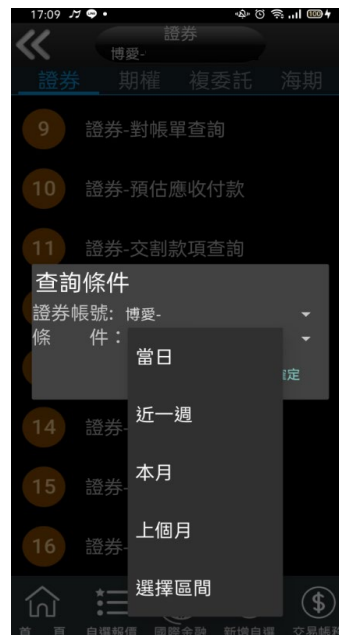 17:09
證券
博愛-
證券 期權 複委託 海期
9 證券-對帳單查詢
10 證券-預估應收付款
11 證券-交割款項查詢
查詢條件
證券帳號: 博愛-
條 件：
當日
近一週
本月
上個月
選擇區間
定
14 證券-
15 證券-
16 證券-
首 頁 自選報價 國際金融 新增自選 交易帳務